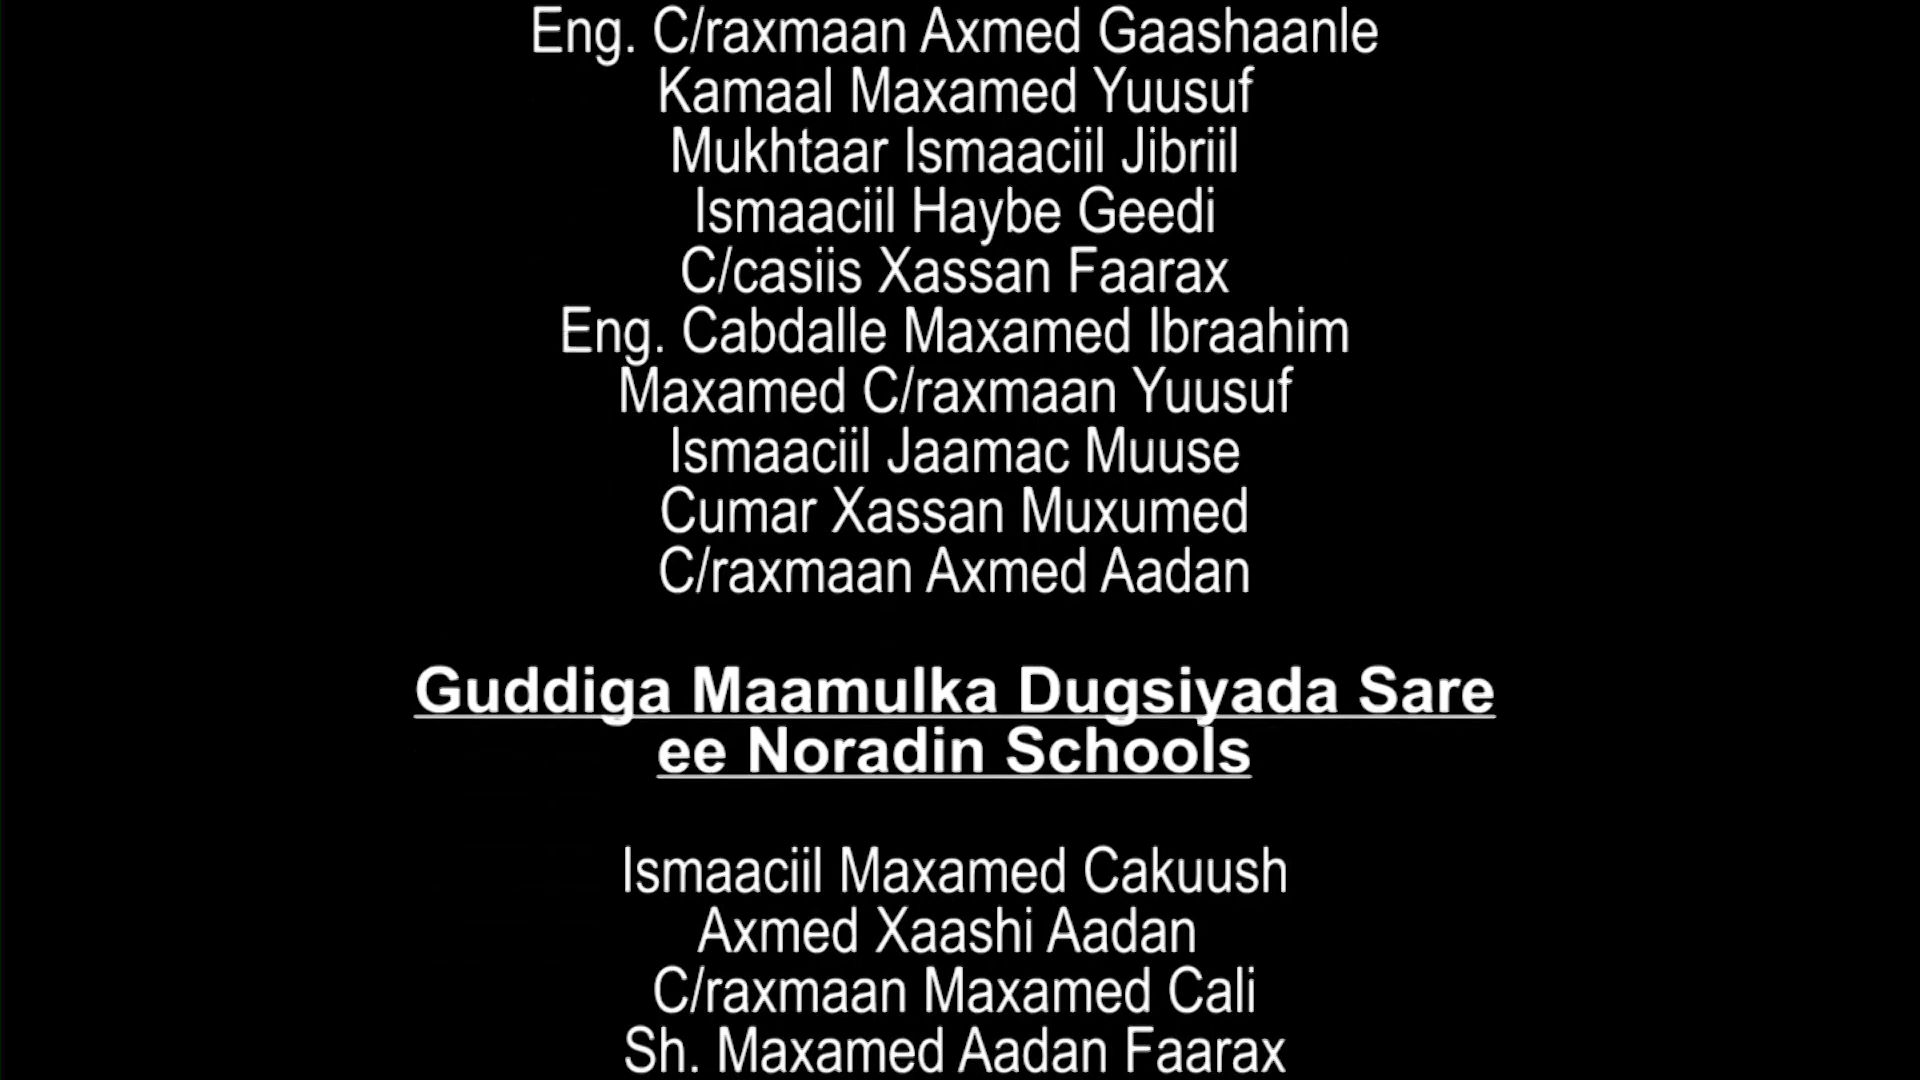 Eng. C/raxmaan Axmed Gaashaanle
Kamaal Maxamed Yuusuf
Mukhtaar Ismaaciil Jibriil
Ismaaciil Haybe Geedi
C/casiis Xassan Faarax
Eng. Cabdalle Maxamed Ibraahim
Maxamed C/raxmaan Yuusuf
Ismaaciil Jaamac Muuse
Cumar Xassan Muxumed
C/raxmaan Axmed Aadan
Guddiga Maamulka Dugsiyada Sare
ee Noradin Schools
Ismaaciil Maxamed Cakuush
Axmed Xaashi Aadan
C/raxmaan Maxamed Cali
Sh. Maxamed Aadan Faarax